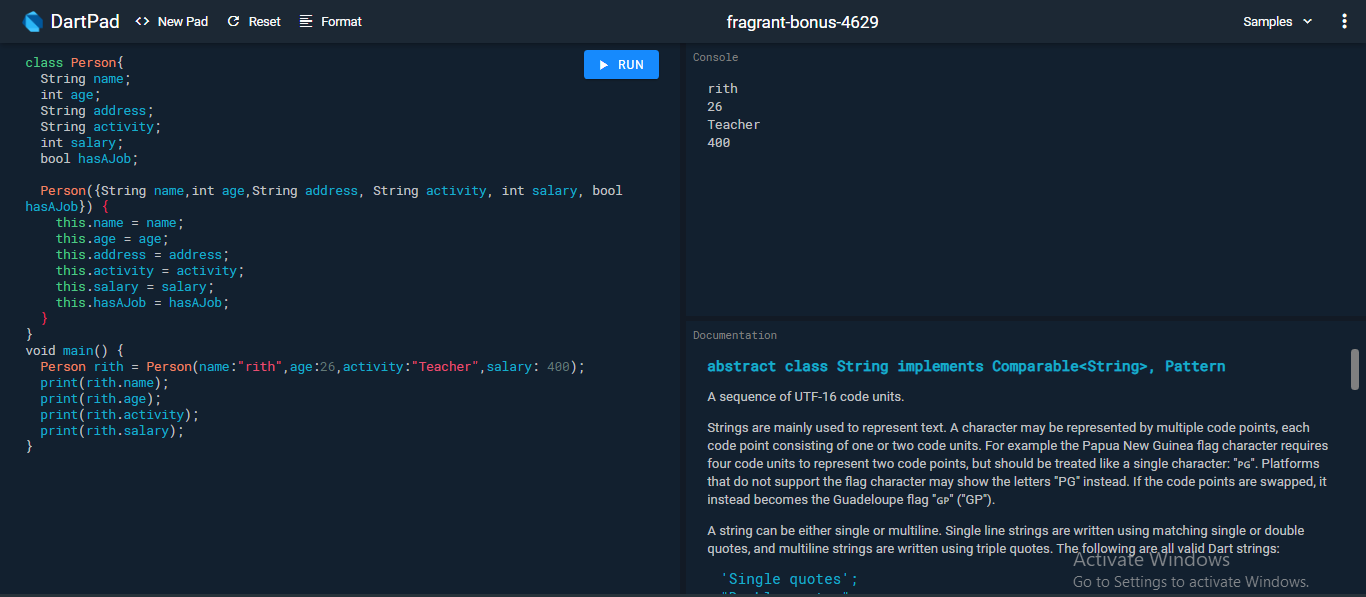 DartPad
<> New Pad
Reset
Format
fragrant-bonus-4629
Samples
class Person{
String name;
int age;
String address;
String activity;
int salary;
bool hasAJob;
Person({String name,int age,String address, String activity, int salary, bool
hasAJob}) {
this.name = name;
this.age = age;
this.address = address;
this.activity = activity;
this.salary = salary;
this.hasAJob = hasAJob;
}
}
void main() {
Person rith = Person(name:"rith",age:26,activity:"Teacher",salary: 400);
print(rith.name);
print(rith.age);
print(rith.activity);
print(rith.salary);
}
RUN
Console
rith
26
Teacher
400
Documentation
abstract class String implements Comparable<String>, Pattern
A sequence of UTF-16 code units.
Strings are mainly used to represent text. A character may be represented by multiple code points, each
code point consisting of one or two code units. For example the Papua New Guinea flag character requires
four code units to represent two code points, but should be treated like a single character: "🇵🇬". Platforms
that do not support the flag character may show the letters "PG" instead. If the code points are swapped, it
instead becomes the Guadeloupe flag "🇬🇵" ("GP").
A string can be either single or multiline. Single line strings are written using matching single or double
quotes, and multiline strings are written using triple quotes. The following are all valid Dart strings:
'Single quotes';
Activate Windows
Go to Settings to activate Windows.